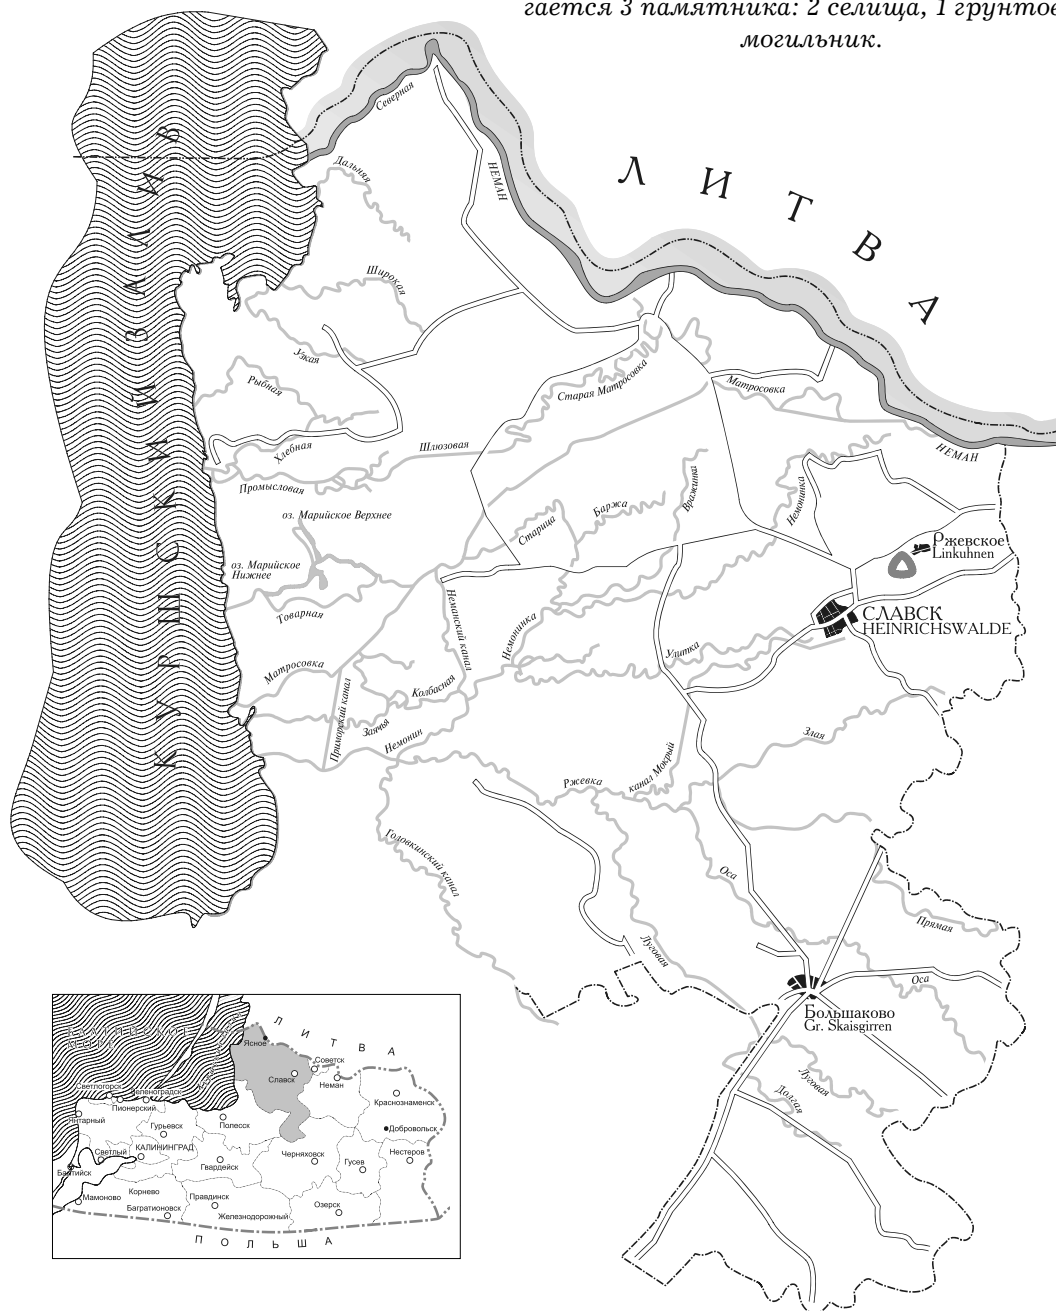 гается 3 памятника: 2 селища, 1 грунтов
могильник.
Северная
Дальняя
НЕМАН
ЛИТВА
КУРШСКИЙ ЗАЛИВ
Широкая
Узкая
Рыбная
Старая Матросовка
Матросовка
Хлебная
Шлюзовая
НЕМАН
Промысловая
Вражинка
Немонинка
Баржа
оз. Марийское Верхнее
Старица
Ржевское
Linkuhnen
оз. Марийское
Нижнее
Товарная
Неманский канал
Немонинка
СЛАВСК
HEINRICHSWALDE
Улитка
Матросовка
Колбасная
Приморский канал
Заячья
Немонин
Злая
канал Мокрый
Ржевка
Головкинский канал
Оса
Прямая
Луговая
Оса
Большаково
Gr. Skaisgirren
Луговая
Долгая
ЛИТВА
Ясное
Советск
Славск
Неман
Светлогорск
Зеленоградск
Пионерский
Краснознаменск
Янтарный
Гурьевск
Полесск
Добровольск
Светлый
КАЛИНИНГРАД
Черняховск
Нестеров
Гвардейск
Гусев
Балтийск
Мамоново
Корнево
Правдинск
Озерск
Багратионовск
Железнодорожный
ПОЛЬША